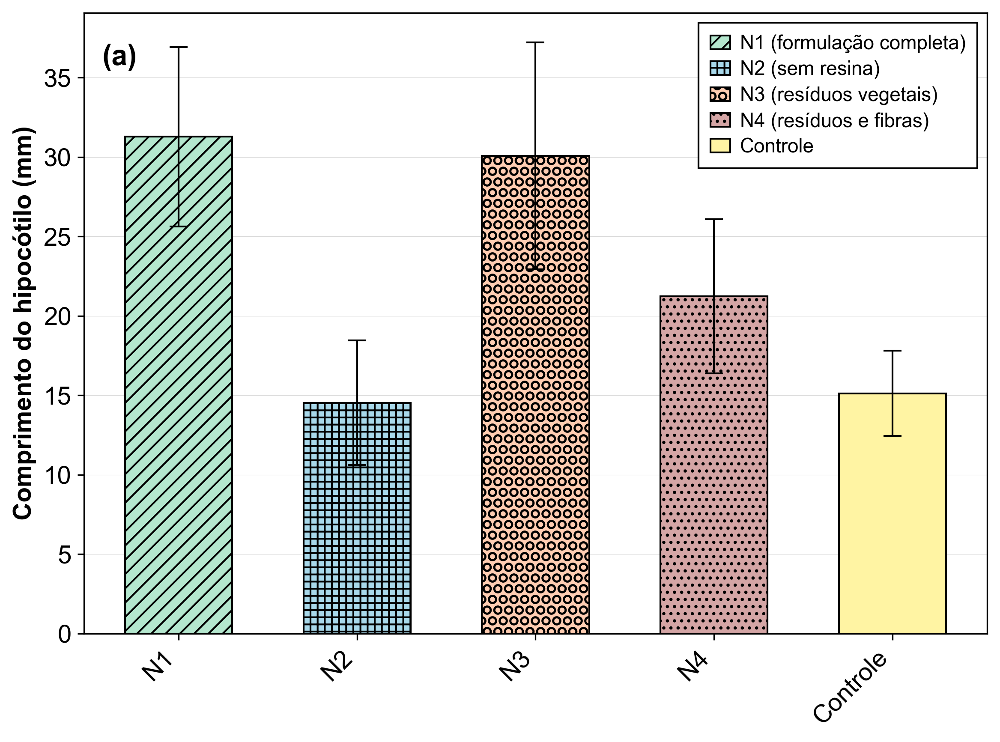 (a)
N1 (formulação completa)
N2 (sem resina)
N3 (resíduos vegetais)
N4 (resíduos e fibras)
Controle
Comprimento do hipocótilo (mm)
35
30
25
20
15
10
5
0
N1
N2
N3
N4
Controle